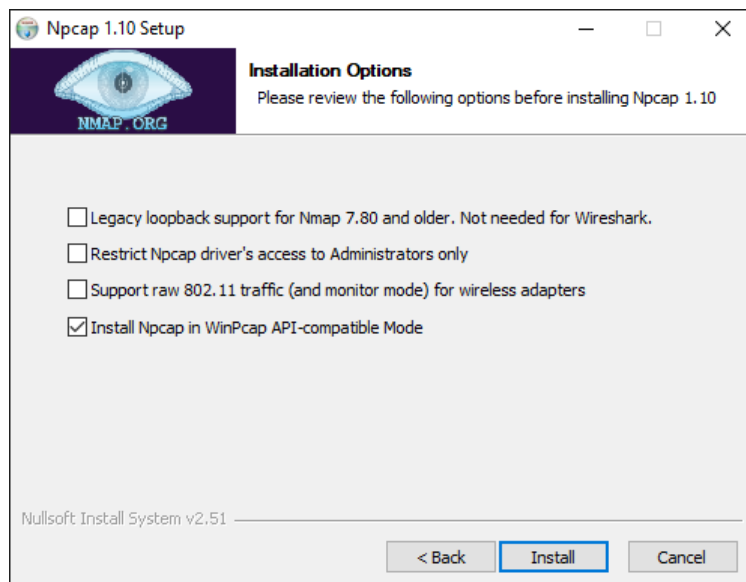 Npcap 1.10 Setup
NMAP.ORG
Installation Options
Please review the following options before installing Npcap 1.10
Legacy loopback support for Nmap 7.80 and older. Not needed for Wireshark.
Restrict Npcap driver's access to Administrators only
Support raw 802.11 traffic (and monitor mode) for wireless adapters
Install Npcap in WinPcap API-compatible Mode
Nullsoft Install System v2.51
< Back Install Cancel